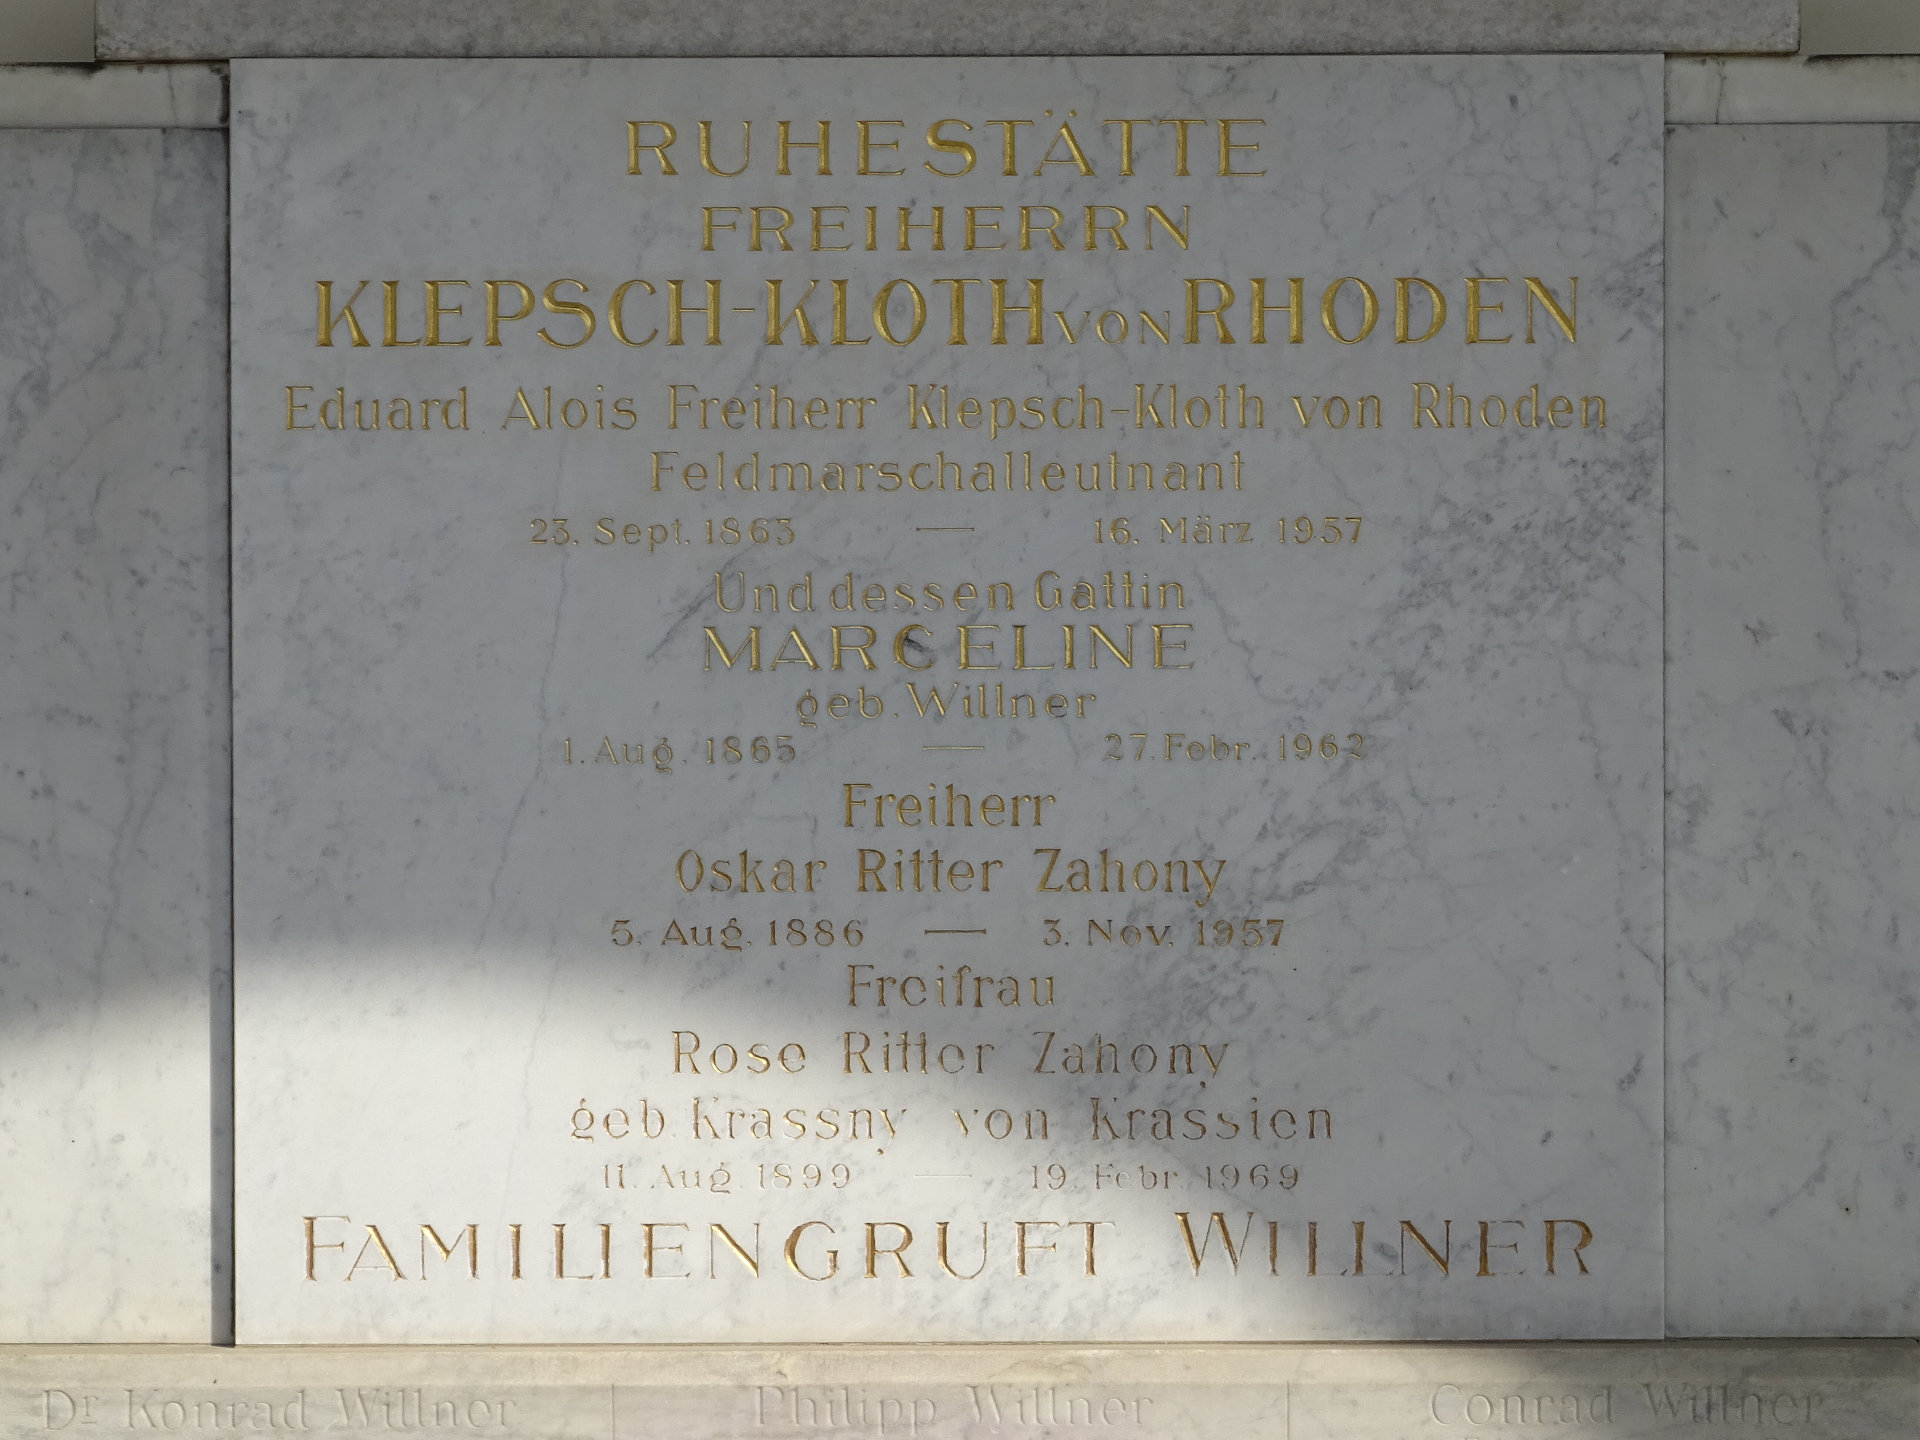 RUHESTÄTTE
FREIHERRN
KLEPSCH-KLOTH VON RHODEN
Eduard Alois Freiherr Klepsch-Kloth von Rhoden
Feldmarschalleutnant
23. Sept. 1863 — 16. März 1957
Und dessen Gattin
MARCELINE
geb. Willner
1. Aug. 1865 — 27. Febr. 1962
Freiherr
Oskar Ritter Zahony
5. Aug. 1886 — 3. Nov. 1957
Freifrau
Rose Ritter Zahony
geb. Krassny von Krassien
11. Aug. 1899 — 19. Febr. 1969
FAMILIENGRUFT WILLNER
Dr Konrad Willner Philipp Willner Conrad Willner